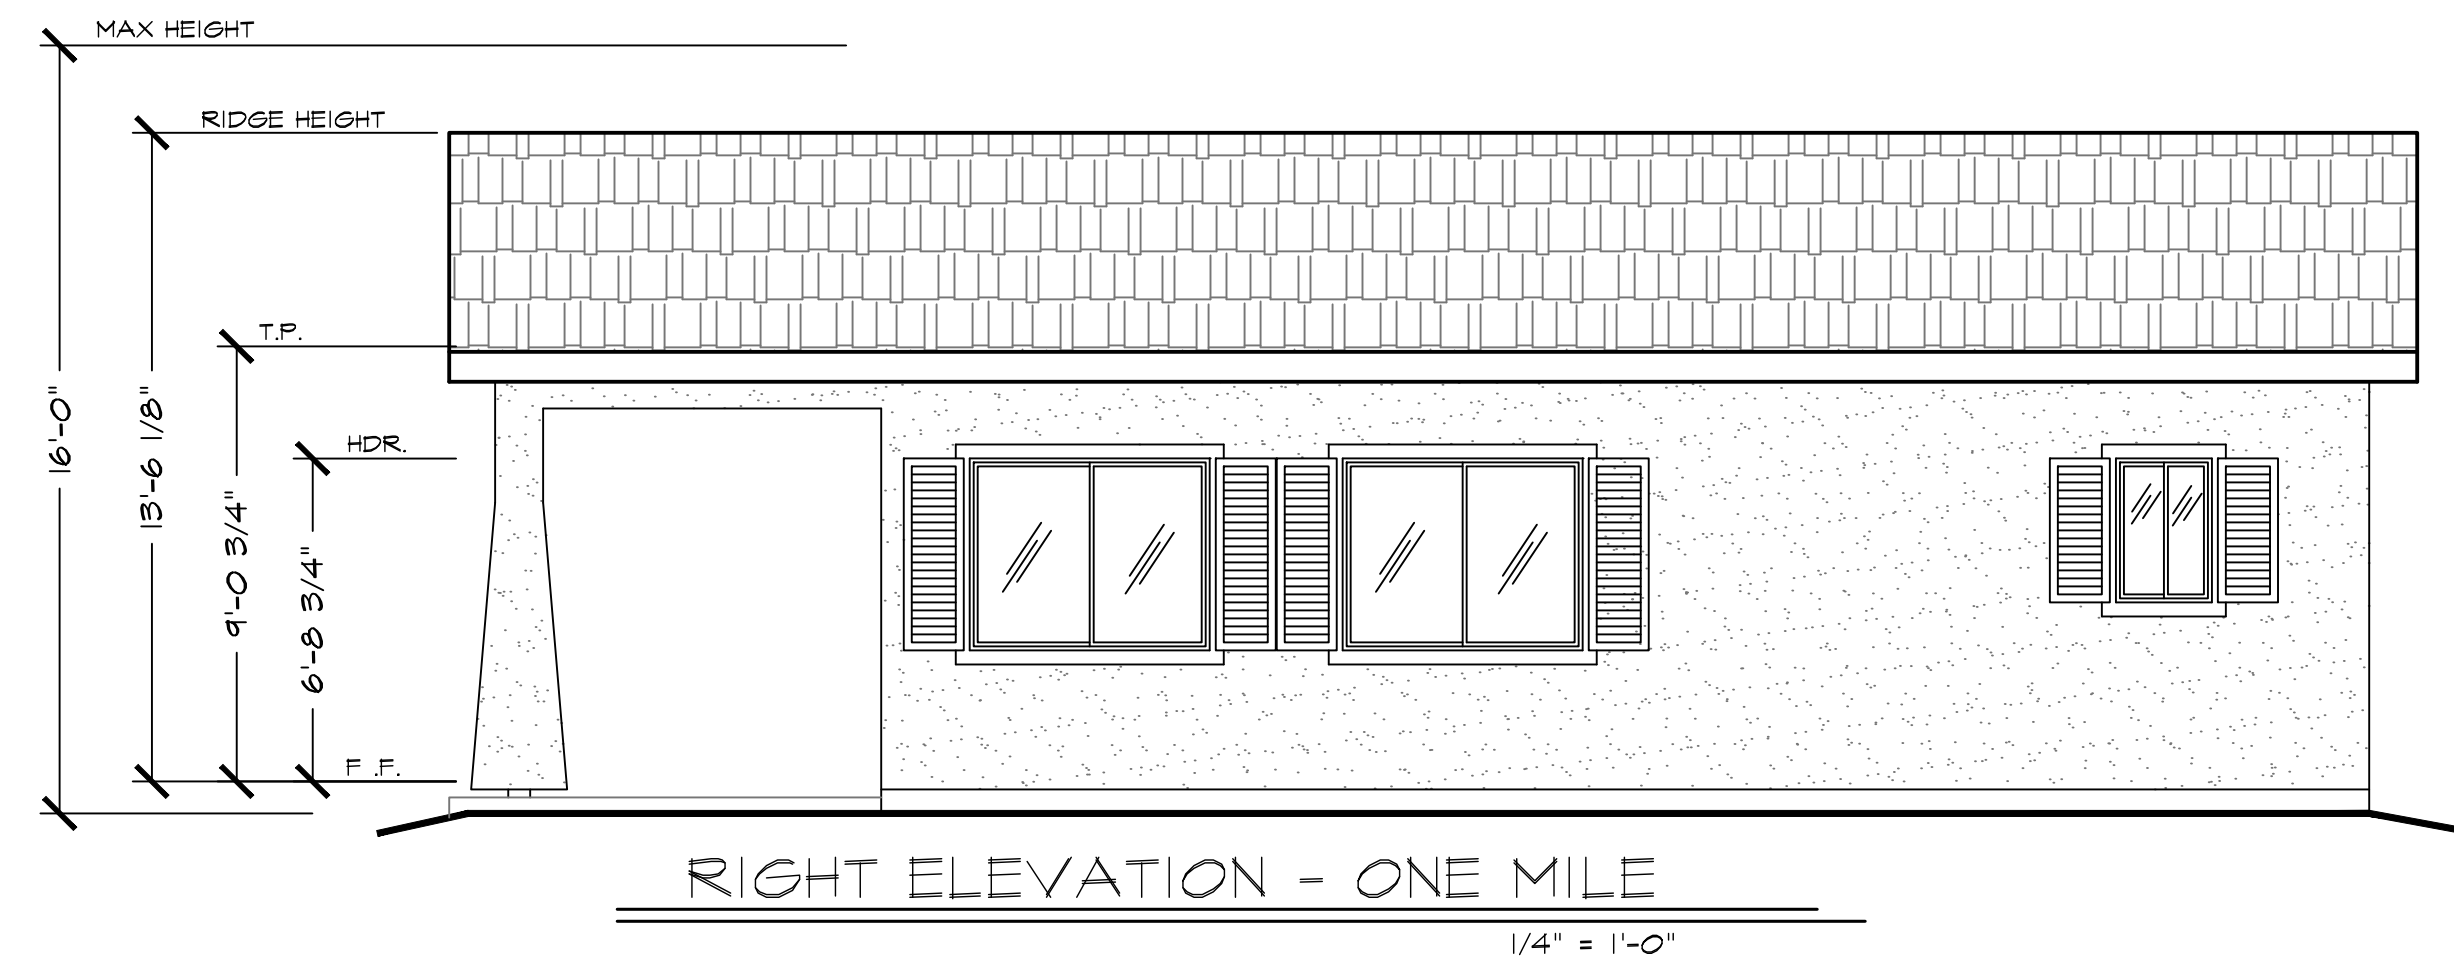 MAX HEIGHT
RIDGE HEIGHT
T.P.
HDR.
F .F.
16'-0"
13'-6 1/8"
9'-0 3/4"
6'-8 3/4"
RIGHT ELEVATION - ONE MILE
1/4" = 1'-0"